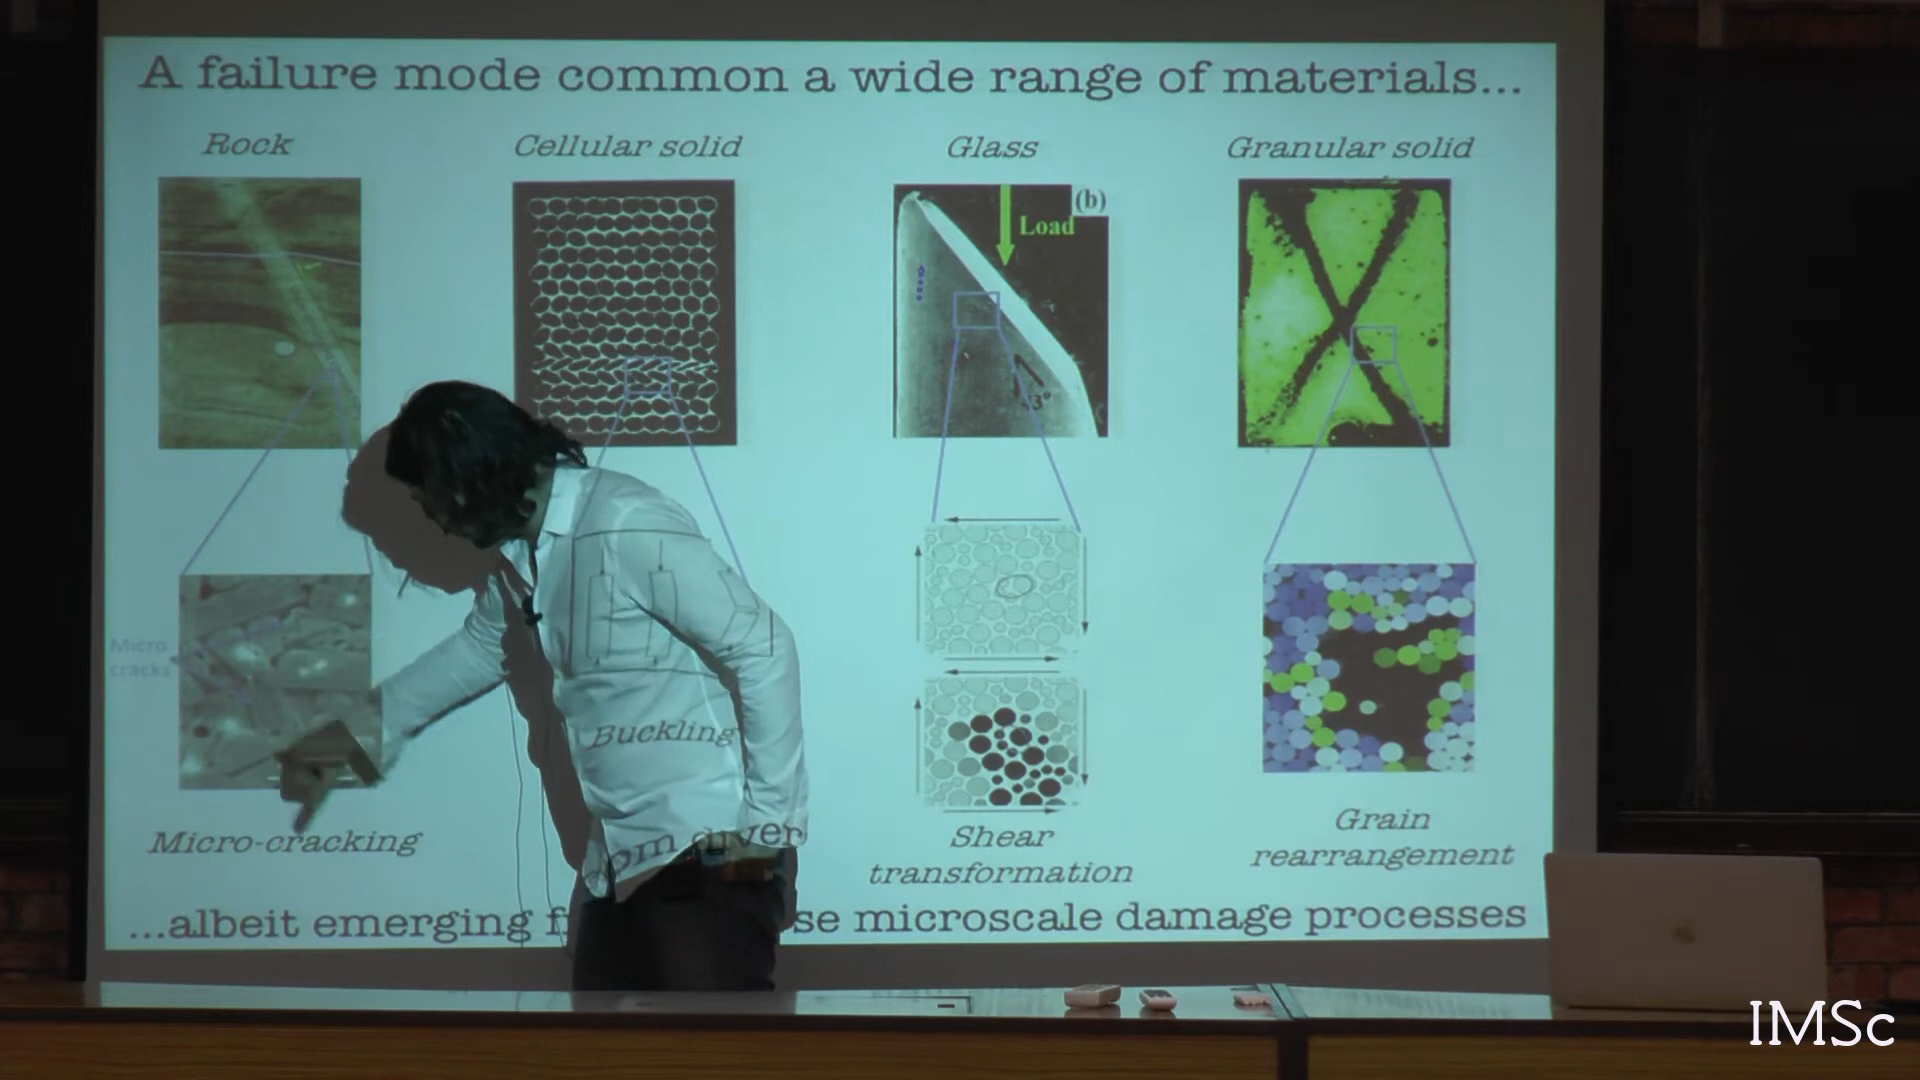 A failure mode common a wide range of materials...
Rock
Cellular solid
Glass
Granular solid
(b)
Load
Micro
cracks
Buckling
Micro-cracking
Shear
transformation
Grain
rearrangement
...albeit emerging microscale damage processes
IMSc